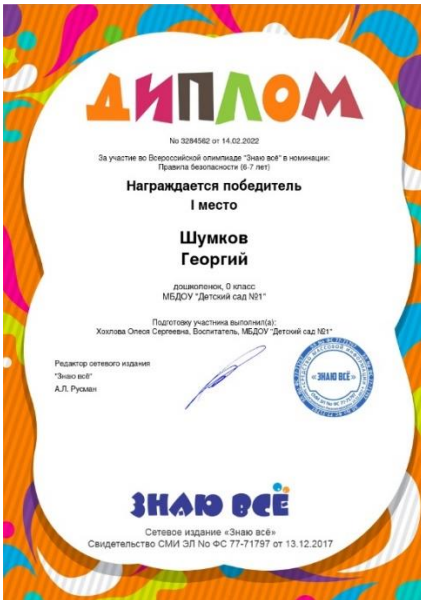 ДИПЛОМ
No 3284562 от 14.02.2022
За участие во Всероссийской олимпиаде "Знаю всё" в номинации:
Правила безопасности (6-7 лет)
Награждается победитель
I место
Шумков
Георгий
дошколенок, 0 класс
МБДОУ "Детский сад №1"
Подготовку участника выполнил(а):
Хохлова Олеся Сергеевна, Воспитатель, МБДОУ "Детский сад №1"
Редактор сетевого издания
"Знаю всё"
А.Л. Русман
«ЗНАЮ ВСЁ»
ЗНАЮ ВСЁ
Сетевое издание «Знаю всё»
Свидетельство СМИ ЭЛ No ФС 77-71797 от 13.12.2017